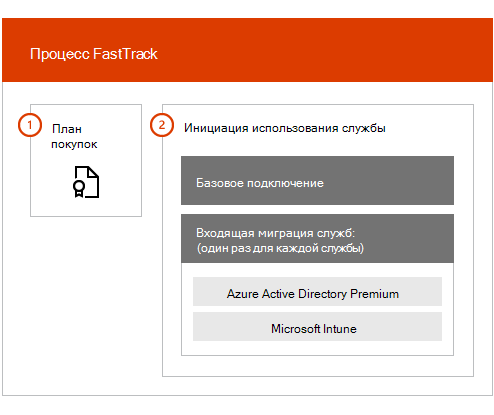 Процесс FastTrack
1
План
покупок
2
Инициация использования службы
Базовое подключение
Входящая миграция служб:
(один раз для каждой службы)
Azure Active Directory Premium
Microsoft Intune